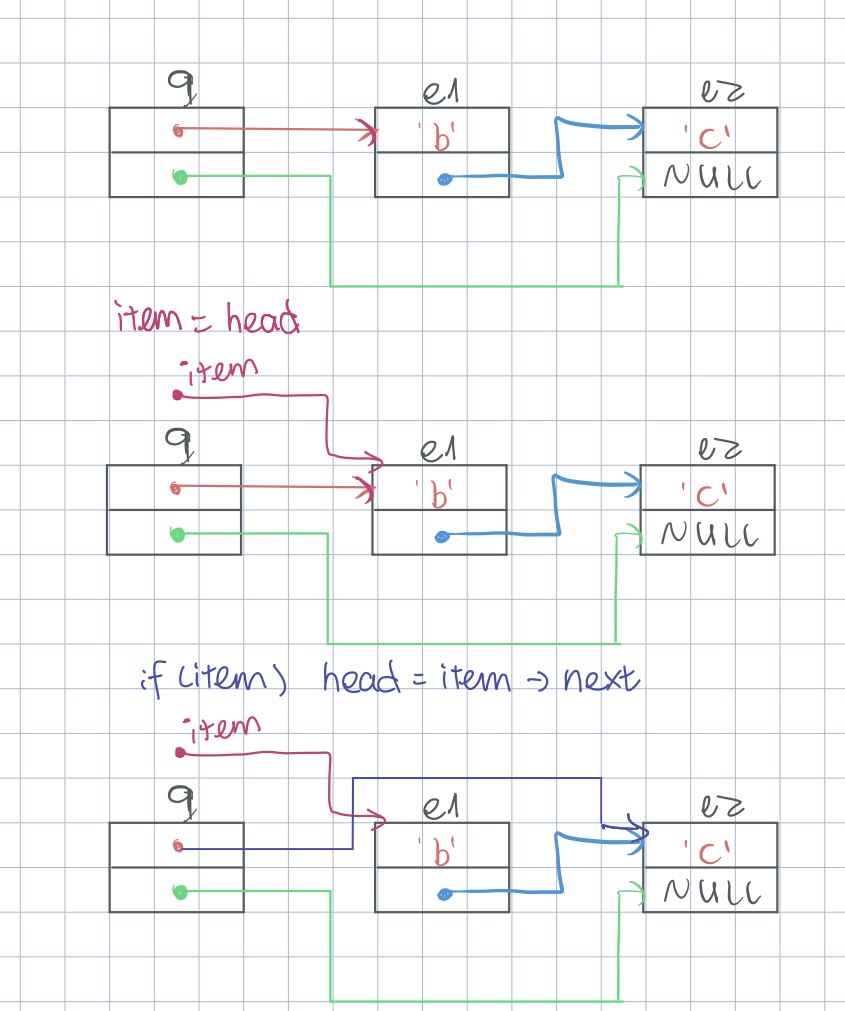 q e1 e2
'b' 'c'
NULL
item = head
item
q e1 e2
'b' 'c'
NULL
if (item) head = item → next
item
q e1 e2
'b' 'c'
NULL